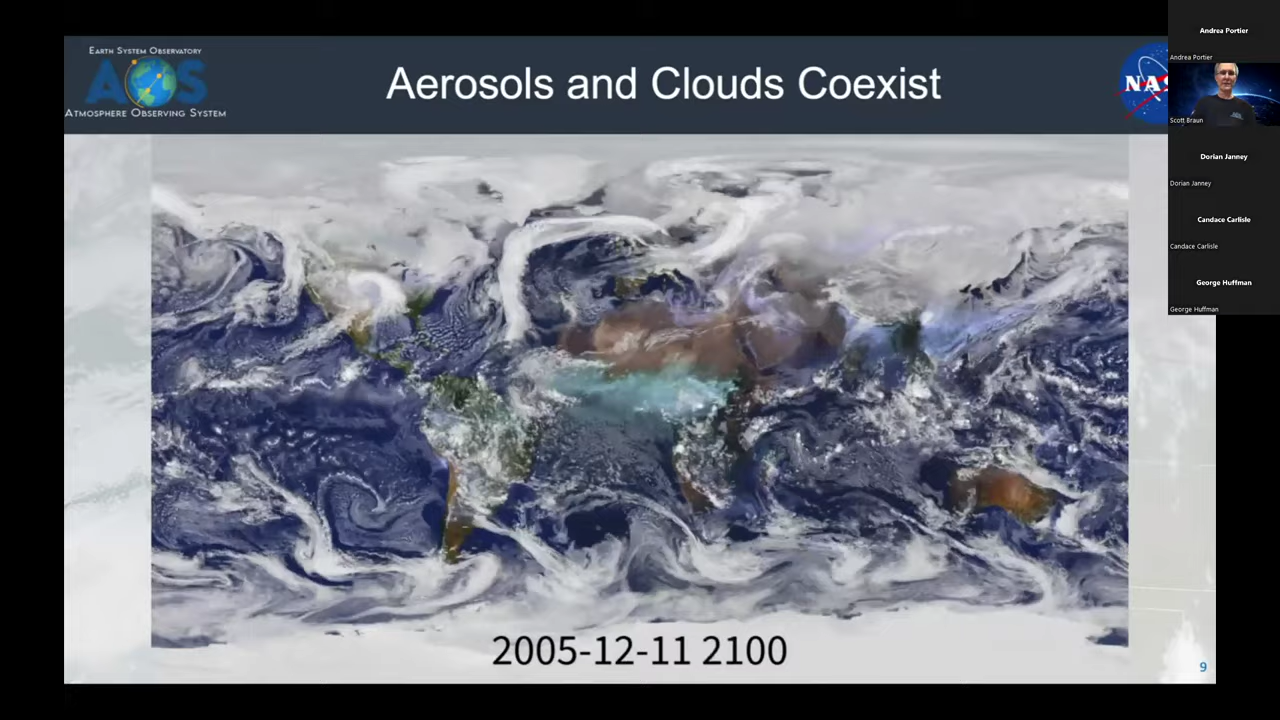 EARTH SYSTEM OBSERVATORY
AOS
ATMOSPHERE OBSERVING SYSTEM
Aerosols and Clouds Coexist
2005-12-11 2100
9
Andrea Portier
Andrea Portier
Scott Braun
Dorian Janney
Dorian Janney
Candace Carlisle
Candace Carlisle
George Huffman
George Huffman